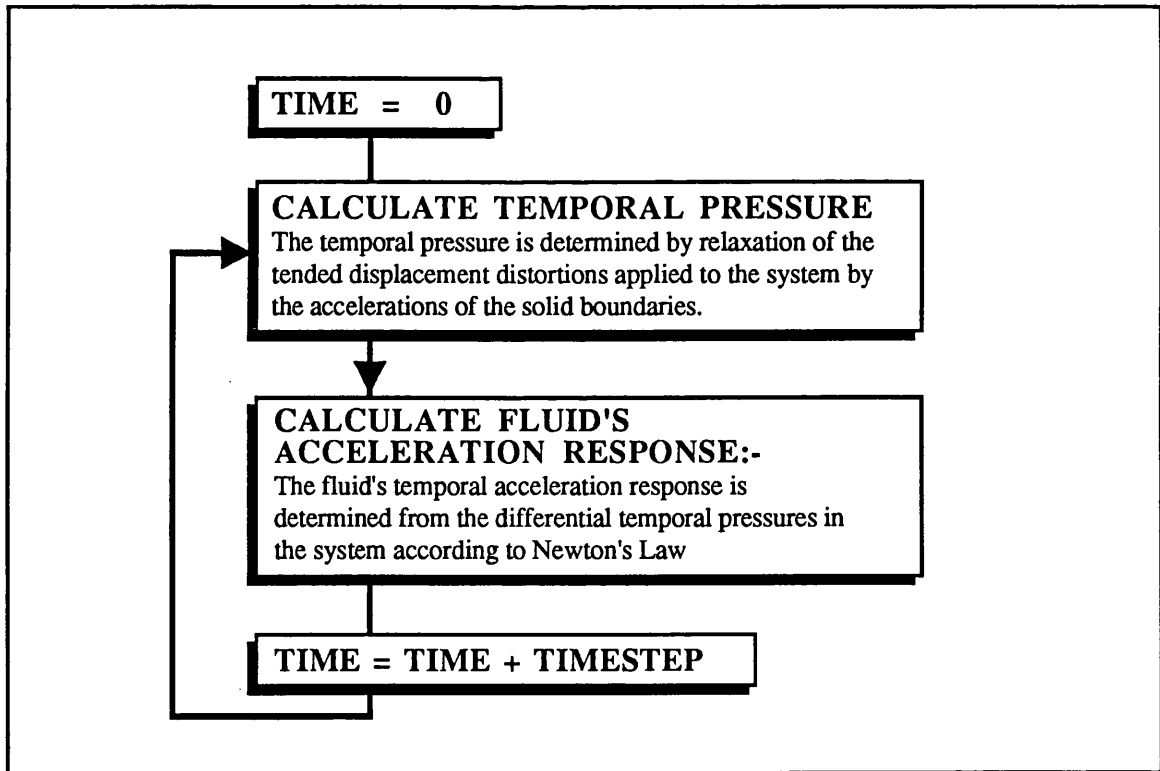 TIME = 0
CALCULATE TEMPORAL PRESSURE
The temporal pressure is determined by relaxation of the
tended displacement distortions applied to the system by
the accelerations of the solid boundaries.
CALCULATE FLUID'S
ACCELERATION RESPONSE:-
The fluid's temporal acceleration response is
determined from the differential temporal pressures in
the system according to Newton's Law
TIME = TIME + TIMESTEP